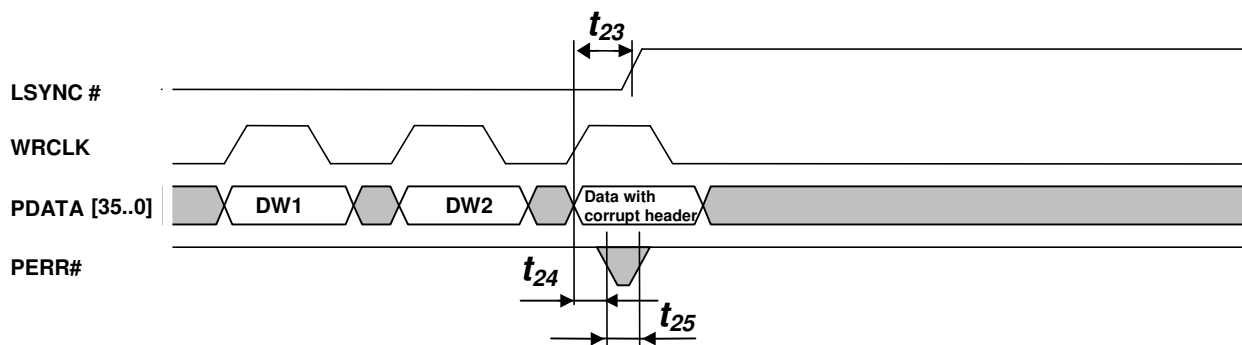 t23
LSYNC #
WRCLK
PDATA [35..0]
DW1
DW2
Data with
corrupt header
PERR#
t24
t25